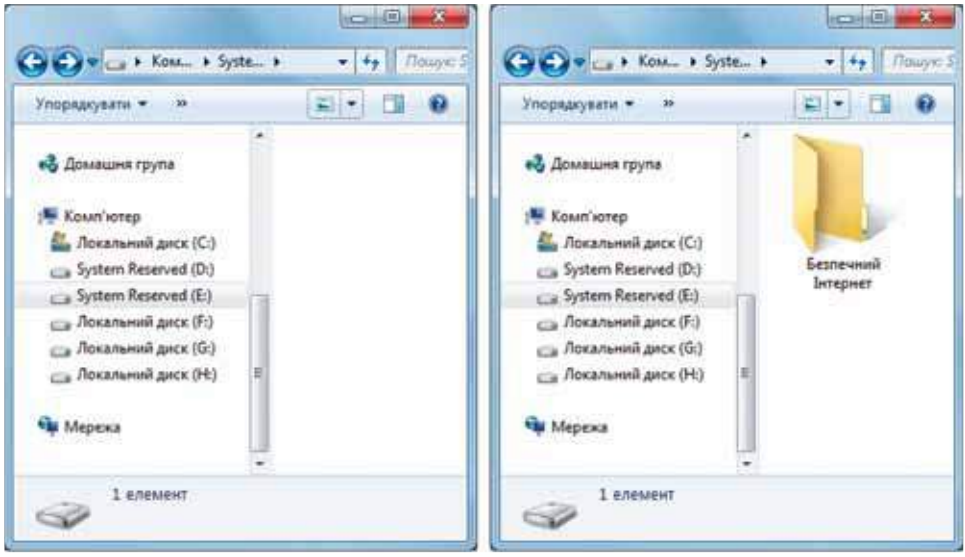 Ком... Syste...
Пошук: S
Упорядкувати »
Домашня група
Комп'ютер
Локальний диск (C:)
System Reserved (D:)
System Reserved (E:)
Локальний диск (F:)
Локальний диск (G:)
Локальний диск (H:)
Мережа
1 елемент
Ком... Syste...
Пошук: S
Упорядкувати »
Домашня група
Комп'ютер
Локальний диск (C:)
System Reserved (D:)
System Reserved (E:)
Локальний диск (F:)
Локальний диск (G:)
Локальний диск (H:)
Мережа
Безпечний
Інтернет
1 елемент